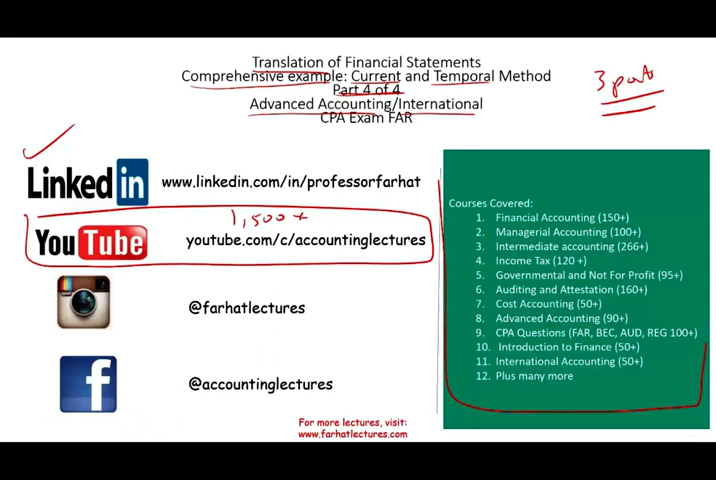 Translation of Financial Statements
Comprehensive example: Current and Temporal Method
Part 4 of 4
Advanced Accounting/International
CPA Exam FAR
3 parts
Linked in
www.linkedin.com/in/professorfarhat
1,500+
You Tube
youtube.com/c/accountinglectures
@farhatlectures
f
@accountinglectures
For more lectures, visit:
www.farhatlectures.com
Courses Covered:
1. Financial Accounting (150+)
2. Managerial Accounting (100+)
3. Intermediate accounting (266+)
4. Income Tax (120 +)
5. Governmental and Not For Profit (95+)
6. Auditing and Attestation (160+)
7. Cost Accounting (50+)
8. Advanced Accounting (90+)
9. CPA Questions (FAR, BEC, AUD, REG 100+)
10. Introduction to Finance (50+)
11. International Accounting (50+)
12. Plus many more